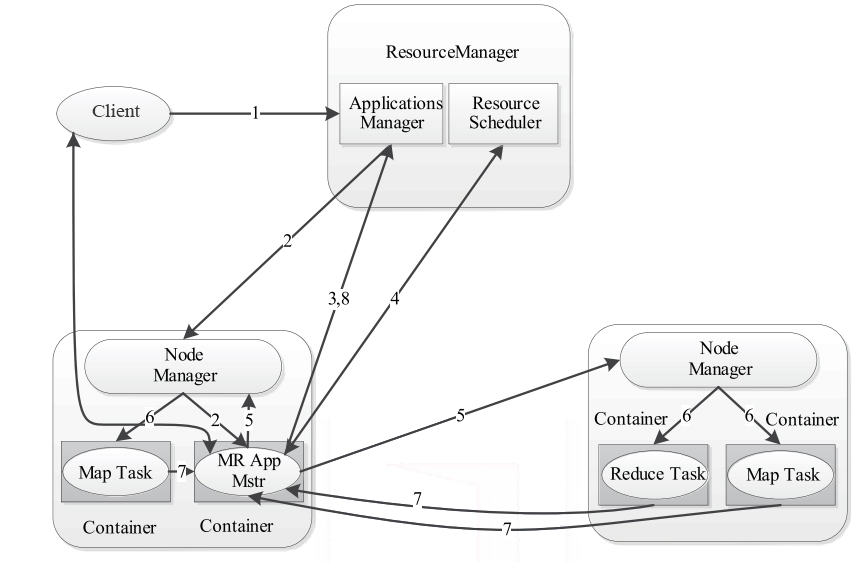 ResourceManager
Client
1
Applications
Manager
Resource
Scheduler
2
3,8
4
Node
Manager
6
2
5
Map Task
7
MR App
Mstr
Container
Container
5
Node
Manager
Container
6
6
Container
Reduce Task
Map Task
7
7